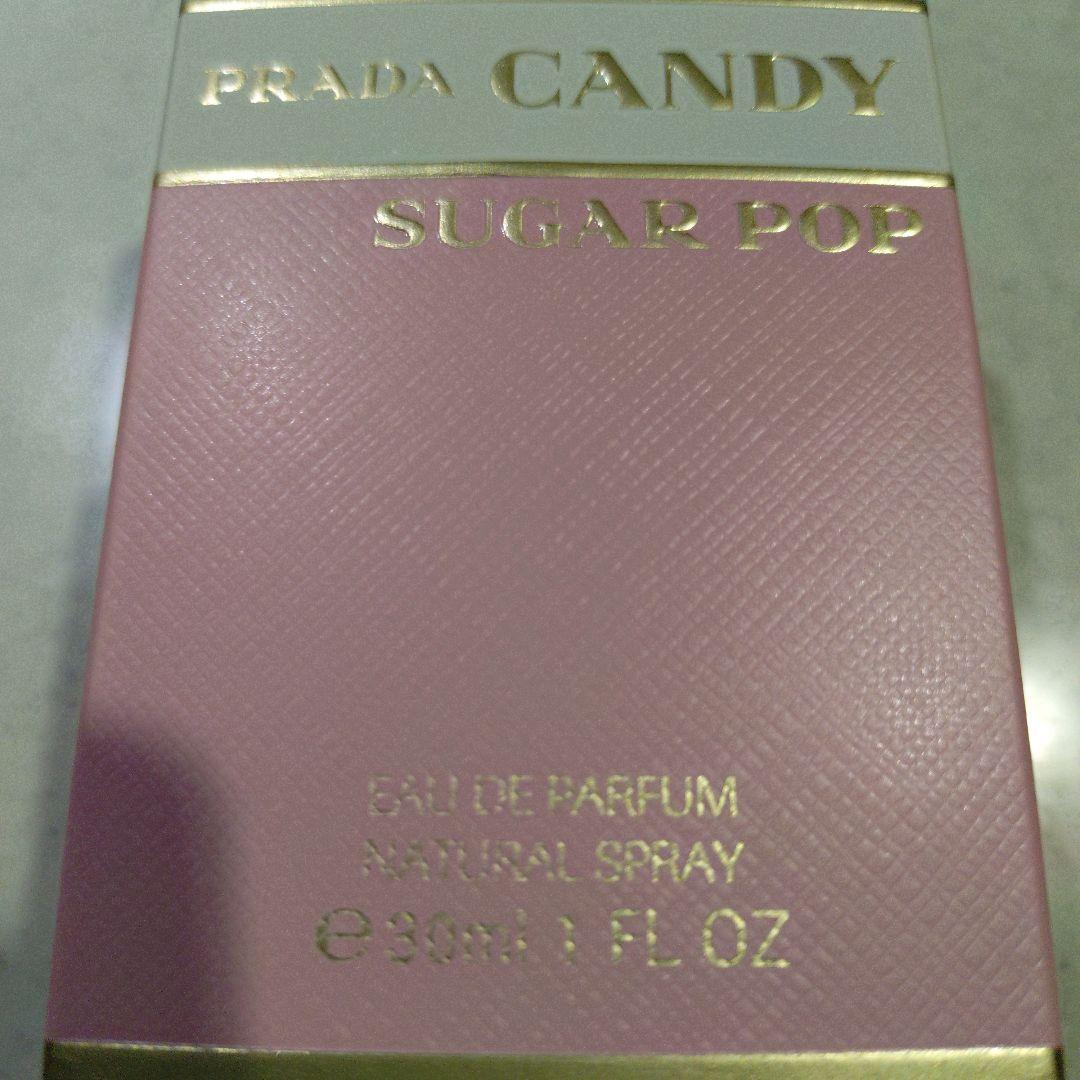 PRADA CANDY
SUGAR POP
EAU DE PARFUM
NATURAL SPRAY
℮30ml 1 FL OZ